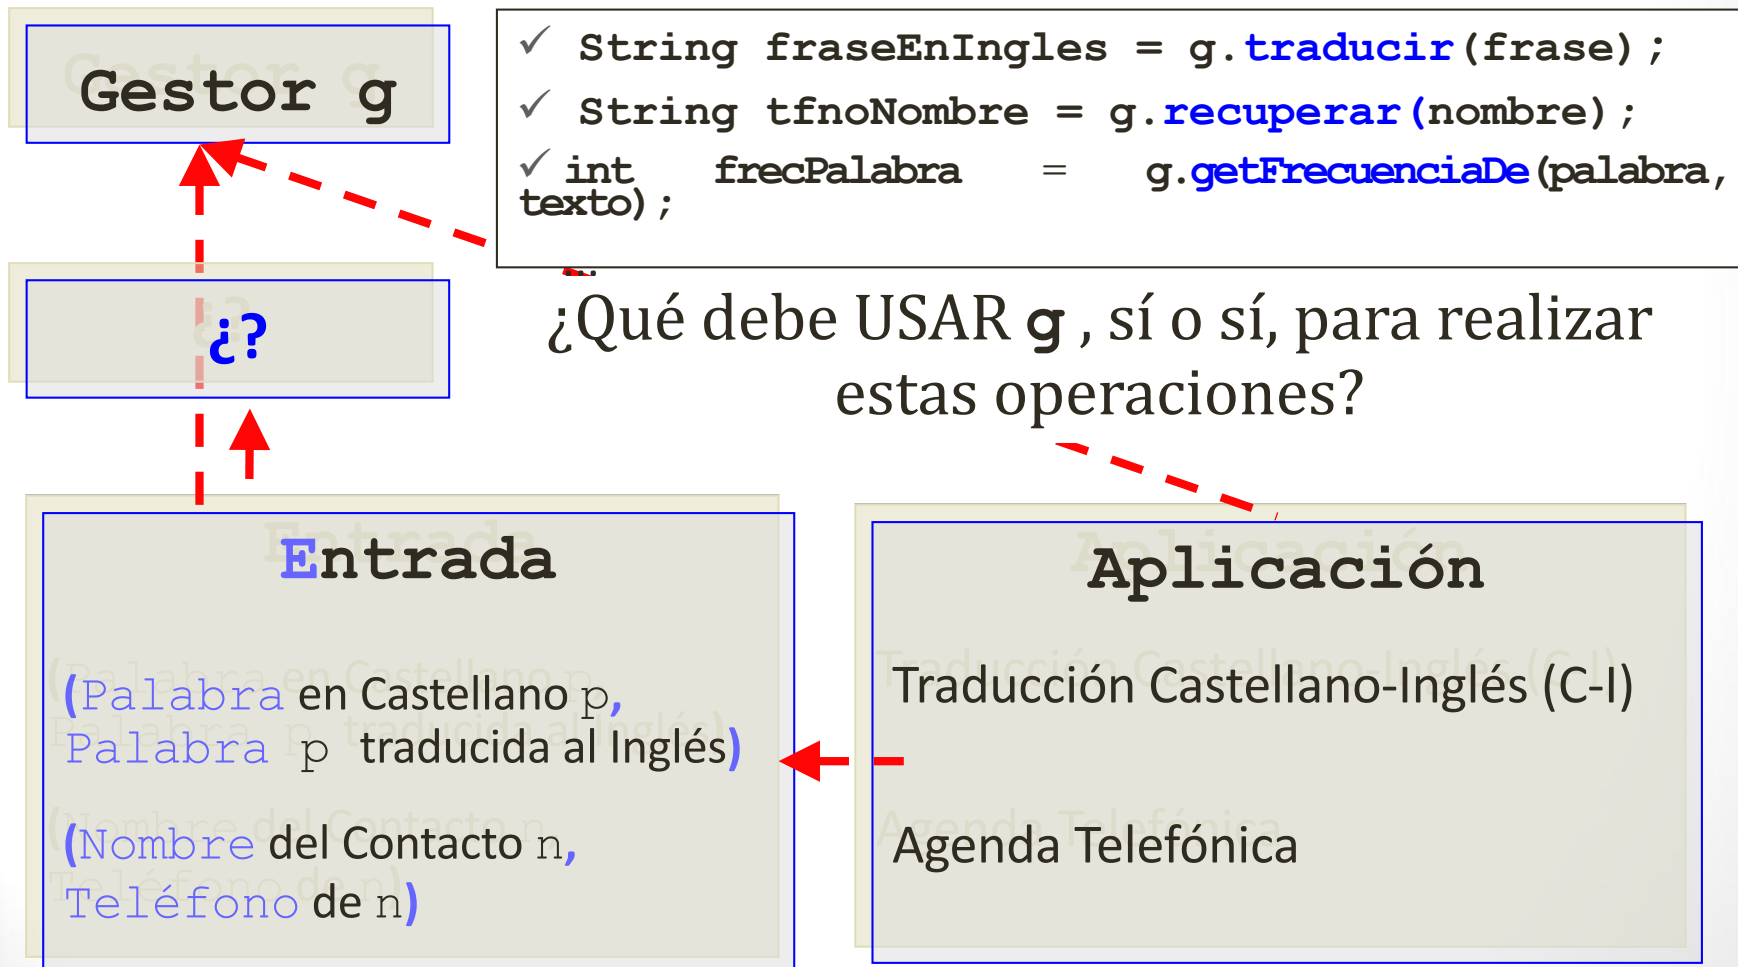 Gestor g
✓ String fraseEnIngles = g.traducir(frase);
✓ String tfnoNombre = g.recuperar(nombre);
✓ int frecPalabra = g.getFrecuenciaDe(palabra,
texto);
¿?
¿Qué debe USAR g , sí o sí, para realizar
estas operaciones?
Entrada
(Palabra en Castellano p,
Palabra p traducida al Inglés)
(Nombre del Contacto n,
Teléfono de n)
Aplicación
Traducción Castellano-Inglés (C-I)
Agenda Telefónica